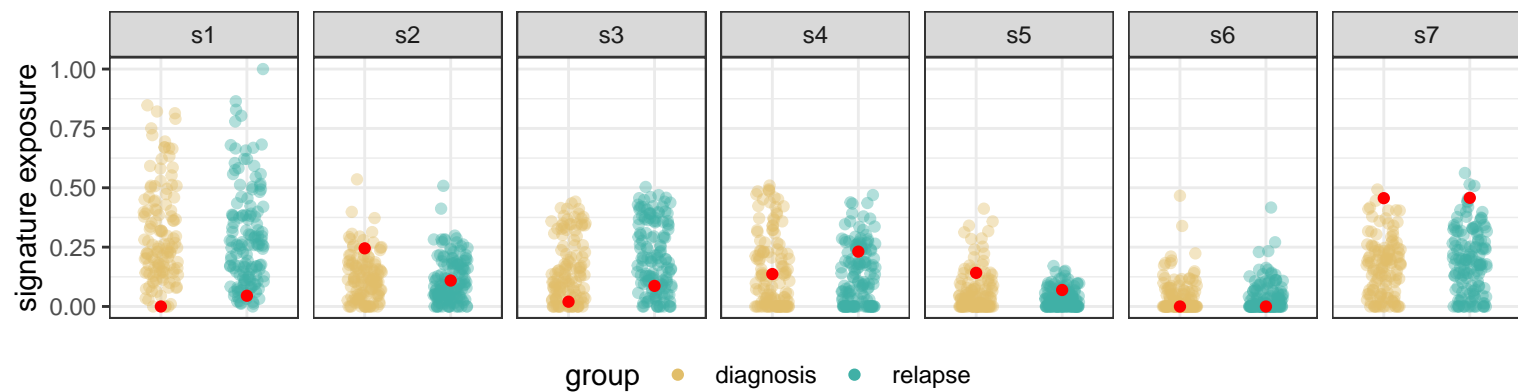 s1 s2 s3 s4 s5 s6 s7
signature exposure
1.00
0.75
0.50
0.25
0.00
group diagnosis relapse